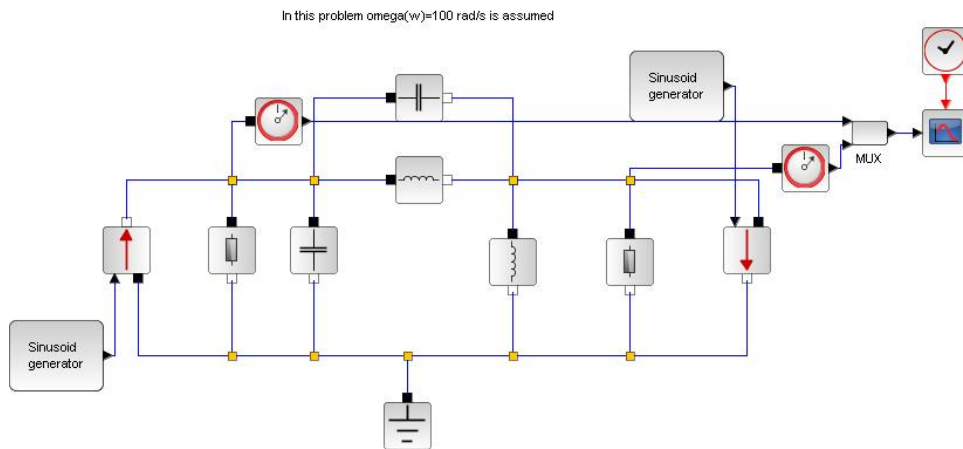 In this problem omega(w)=100 rad/s is assumed
Sinusoid
generator
MUX
Sinusoid
generator